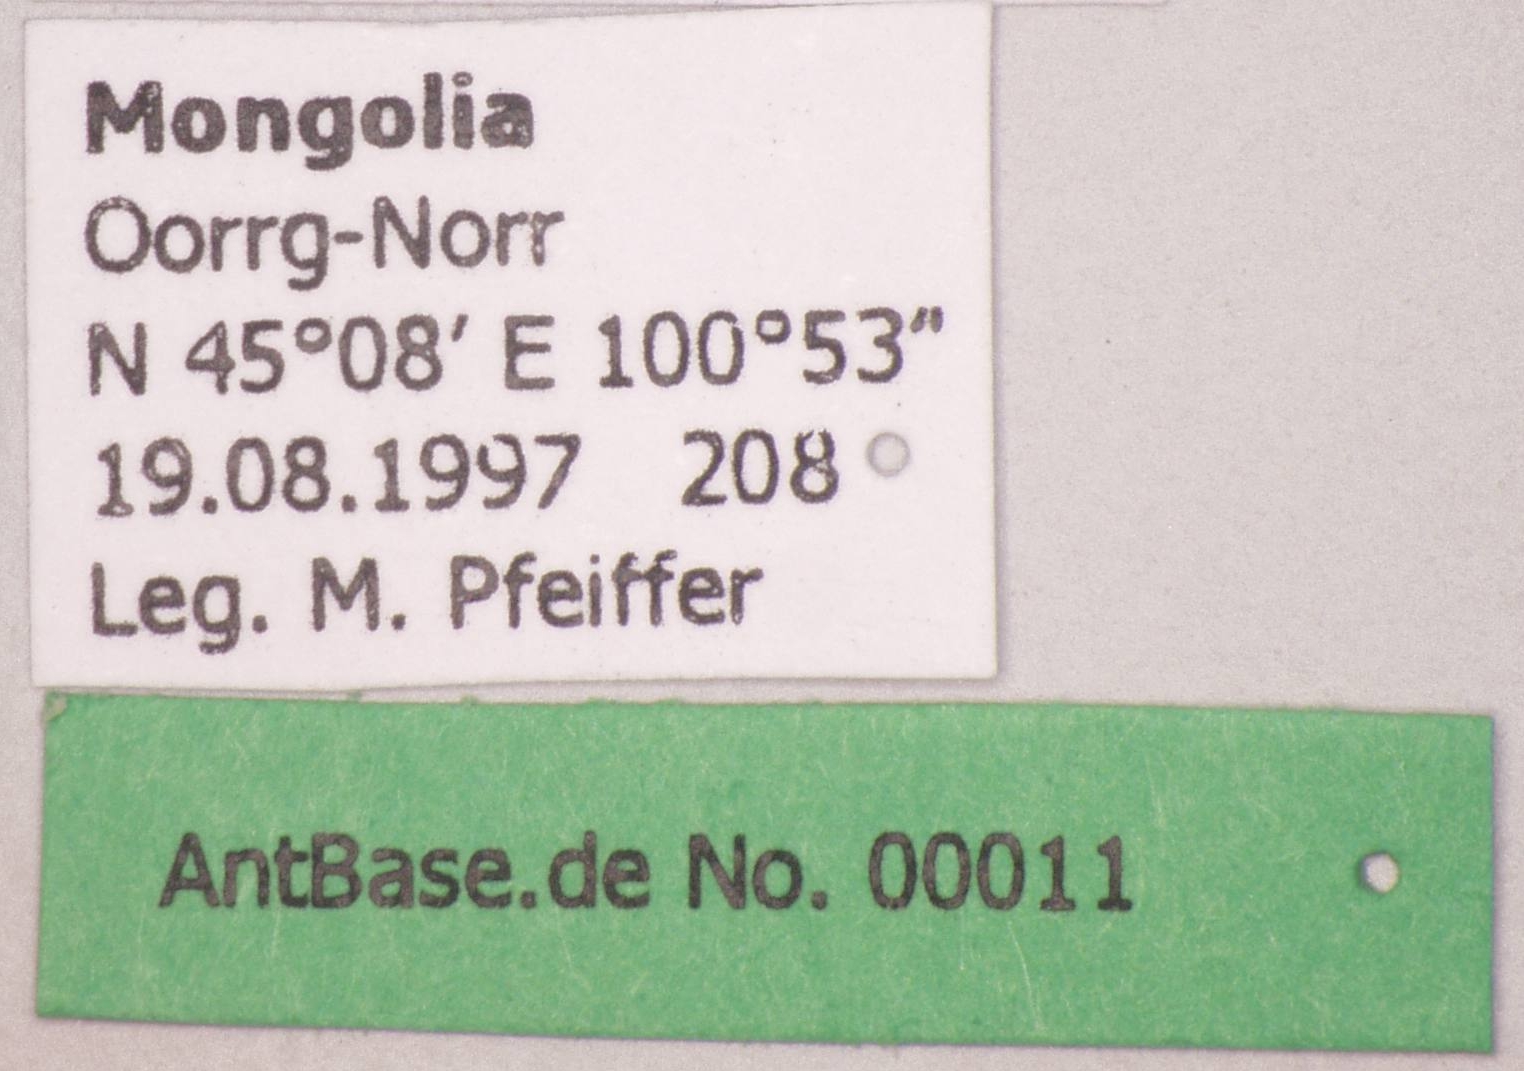 Mongolia
Oorrg-Norr
N 45°08′ E 100°53″
19.08.1997 208
Leg. M. Pfeiffer
AntBase.de No. 00011